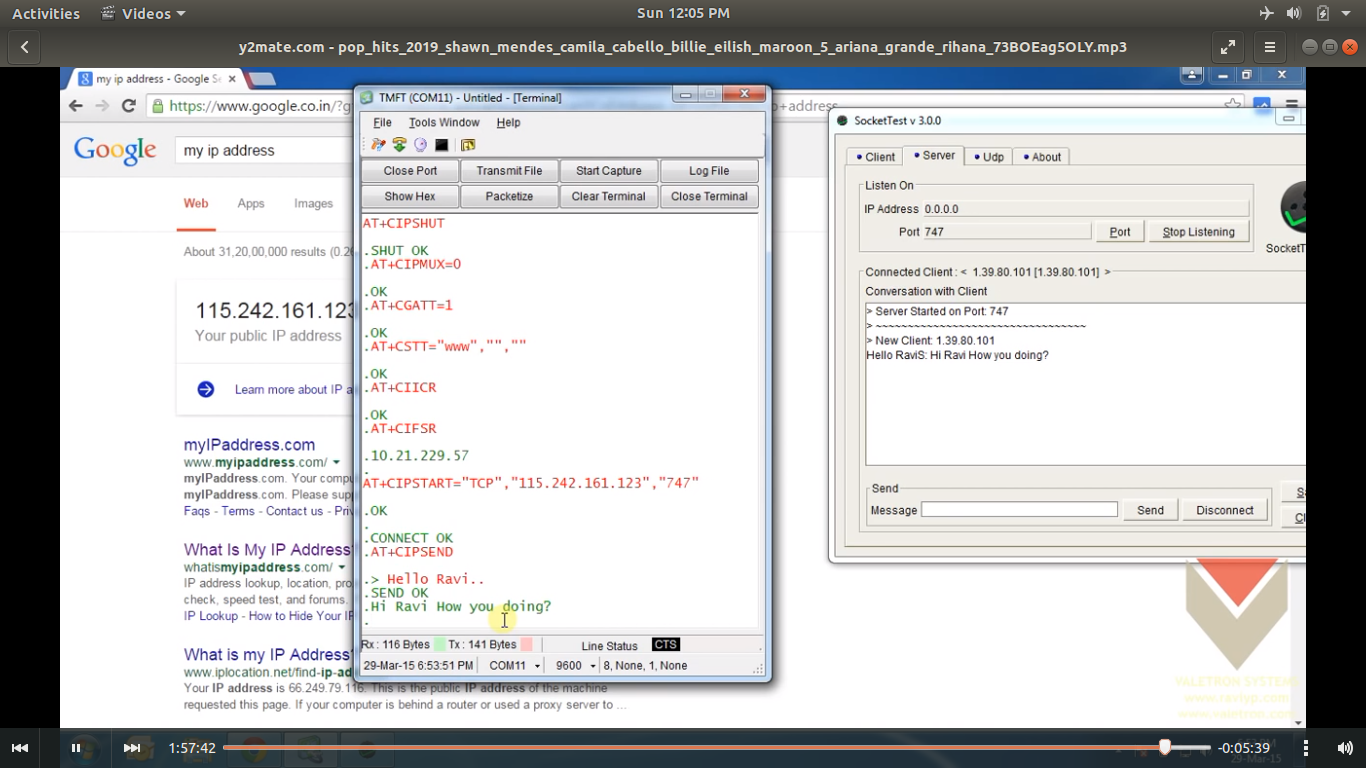 Activities
Videos
Sun 12:05 PM
y2mate.com - pop_hits_2019_shawn_mendes_camila_cabello_billie_eilish_maroon_5_ariana_grande_rihana_73BOEag5OLY.mp3
my ip address - Google Se
https://www.google.co.in/?g
address
Google
my ip address
Web Apps Images
About 31,20,00,000 results (0.26
115.242.161.123
Your public IP address
Learn more about IP a
myIPaddress.com
www.myipaddress.com/
myIPaddress.com. Your compu
myIPaddress.com. Please sup
Faqs - Terms - Contact us - Priv
What Is My IP Address?
whatismyipaddress.com/
IP address lookup, location, pro
check, speed test, and forums.
IP Lookup - How to Hide Your IP
What is my IP Address?
www.iplocation.net/find-ip-ad
Your IP address is 66.249.79.116. This is the public IP address of the machine
requested this page. If your computer is behind a router or used a proxy server to ...
TMFT (COM11) - Untitled - [Terminal]
File Tools Window Help
Close Port Transmit File Start Capture Log File
Show Hex Packetize Clear Terminal Close Terminal
AT+CIPSHUT
.SHUT OK
.AT+CIPMUX=0
.OK
.AT+CGATT=1
.OK
.AT+CSTT="www","",""
.OK
.AT+CIICR
.OK
.AT+CIFSR
.10.21.229.57
.
AT+CIPSTART="TCP","115.242.161.123","747"
.OK
.
.CONNECT OK
.AT+CIPSEND
.> Hello Ravi..
.SEND OK
.Hi Ravi How you doing?
.
Rx : 116 Bytes Tx : 141 Bytes Line Status CTS
29-Mar-15 6:53:51 PM COM11 9600 8, None, 1, None
SocketTest v 3.0.0
Client Server Udp About
Listen On
IP Address 0.0.0.0
Port 747 Port Stop Listening
SocketT
Connected Client : < 1.39.80.101 [1.39.80.101] >
Conversation with Client
> Server Started on Port: 747
> ~~~~~~~~~~~~~~~~~~~~~~~~~~~~~~~
> New Client: 1.39.80.101
Hello RaviS: Hi Ravi How you doing?
Send
Message Send Disconnect
VALETRON SYSTEMS
www.raviyp.com
www.valetron.com
29-Mar-15
1:57:42
-0:05:39